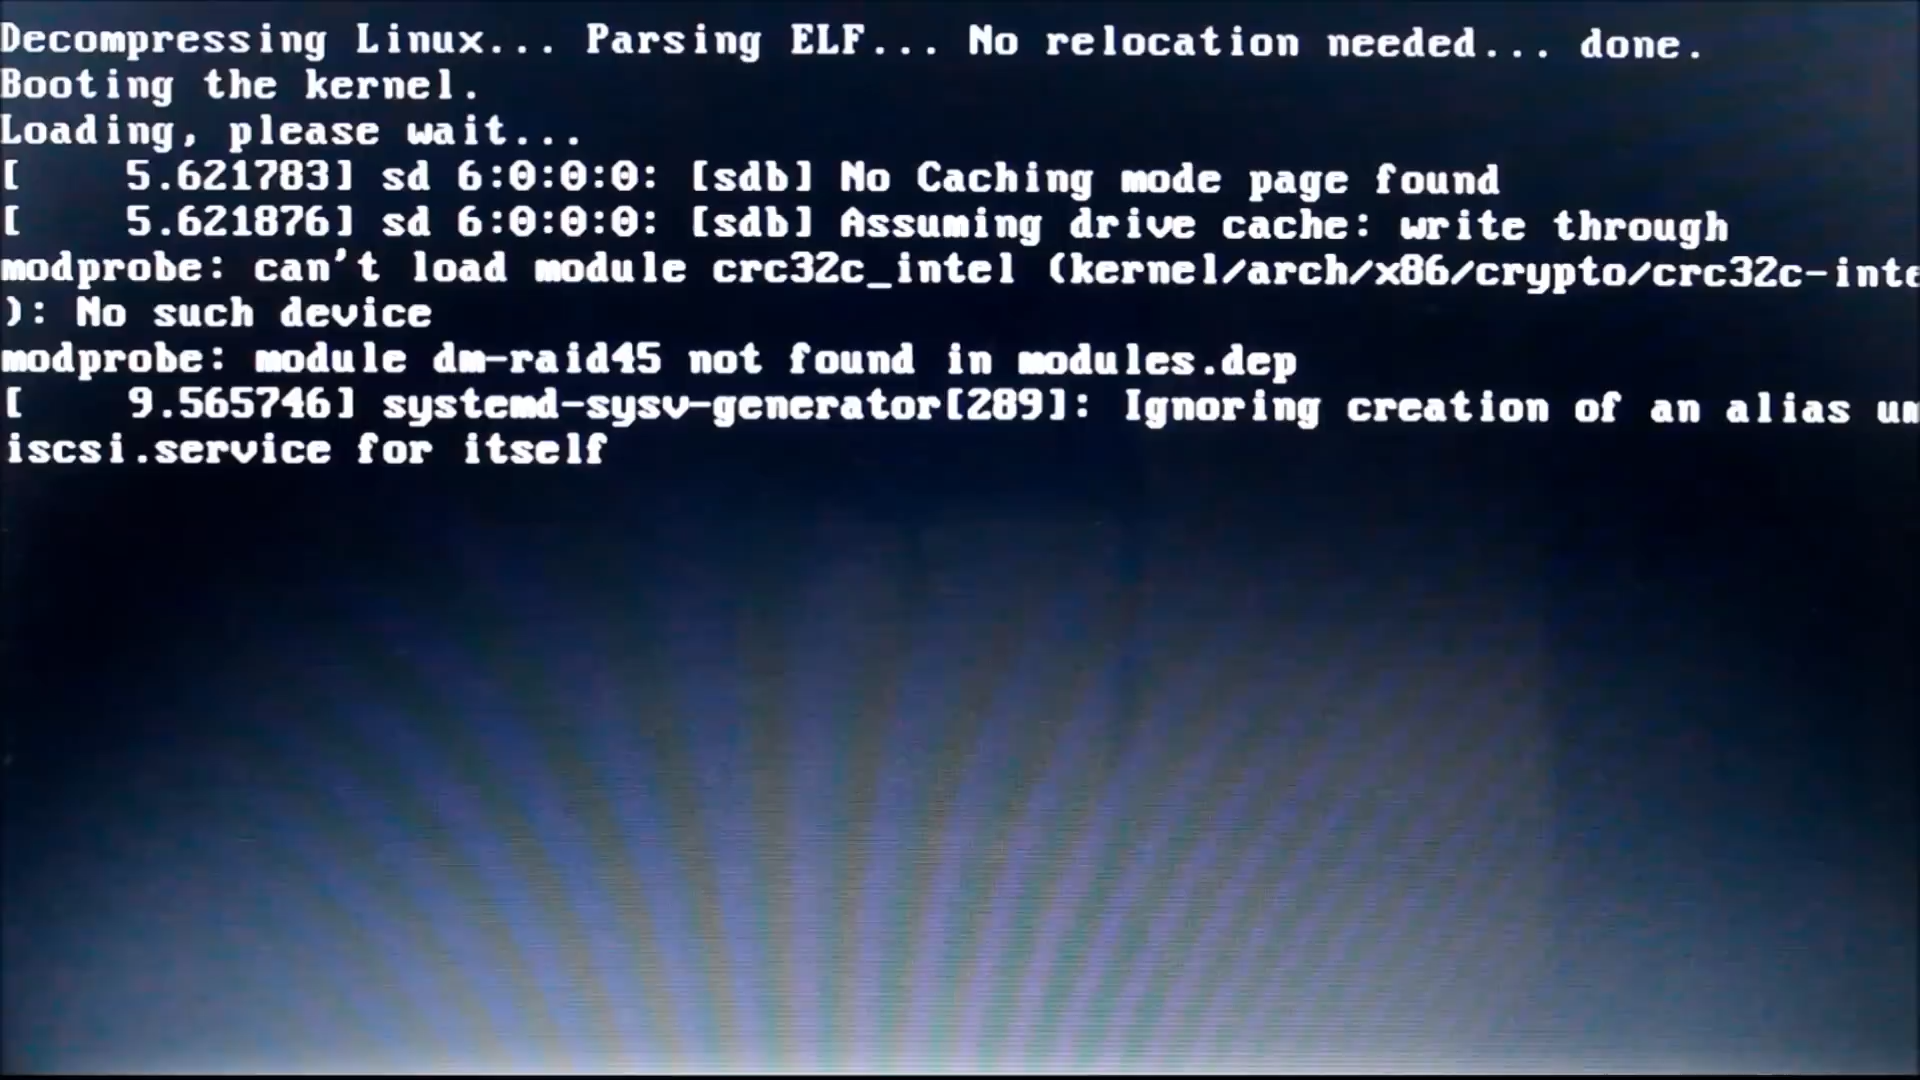 Decompressing Linux... Parsing ELF... No relocation needed... done.
Booting the kernel.
Loading, please wait...
[    5.621783] sd 6:0:0:0: [sdb] No Caching mode page found
[    5.621876] sd 6:0:0:0: [sdb] Assuming drive cache: write through
modprobe: can't load module crc32c_intel (kernel/arch/x86/crypto/crc32c-inte
): No such device
modprobe: module dm-raid45 not found in modules.dep
[    9.565746] systemd-sysv-generator[289]: Ignoring creation of an alias
iscsi.service for itself